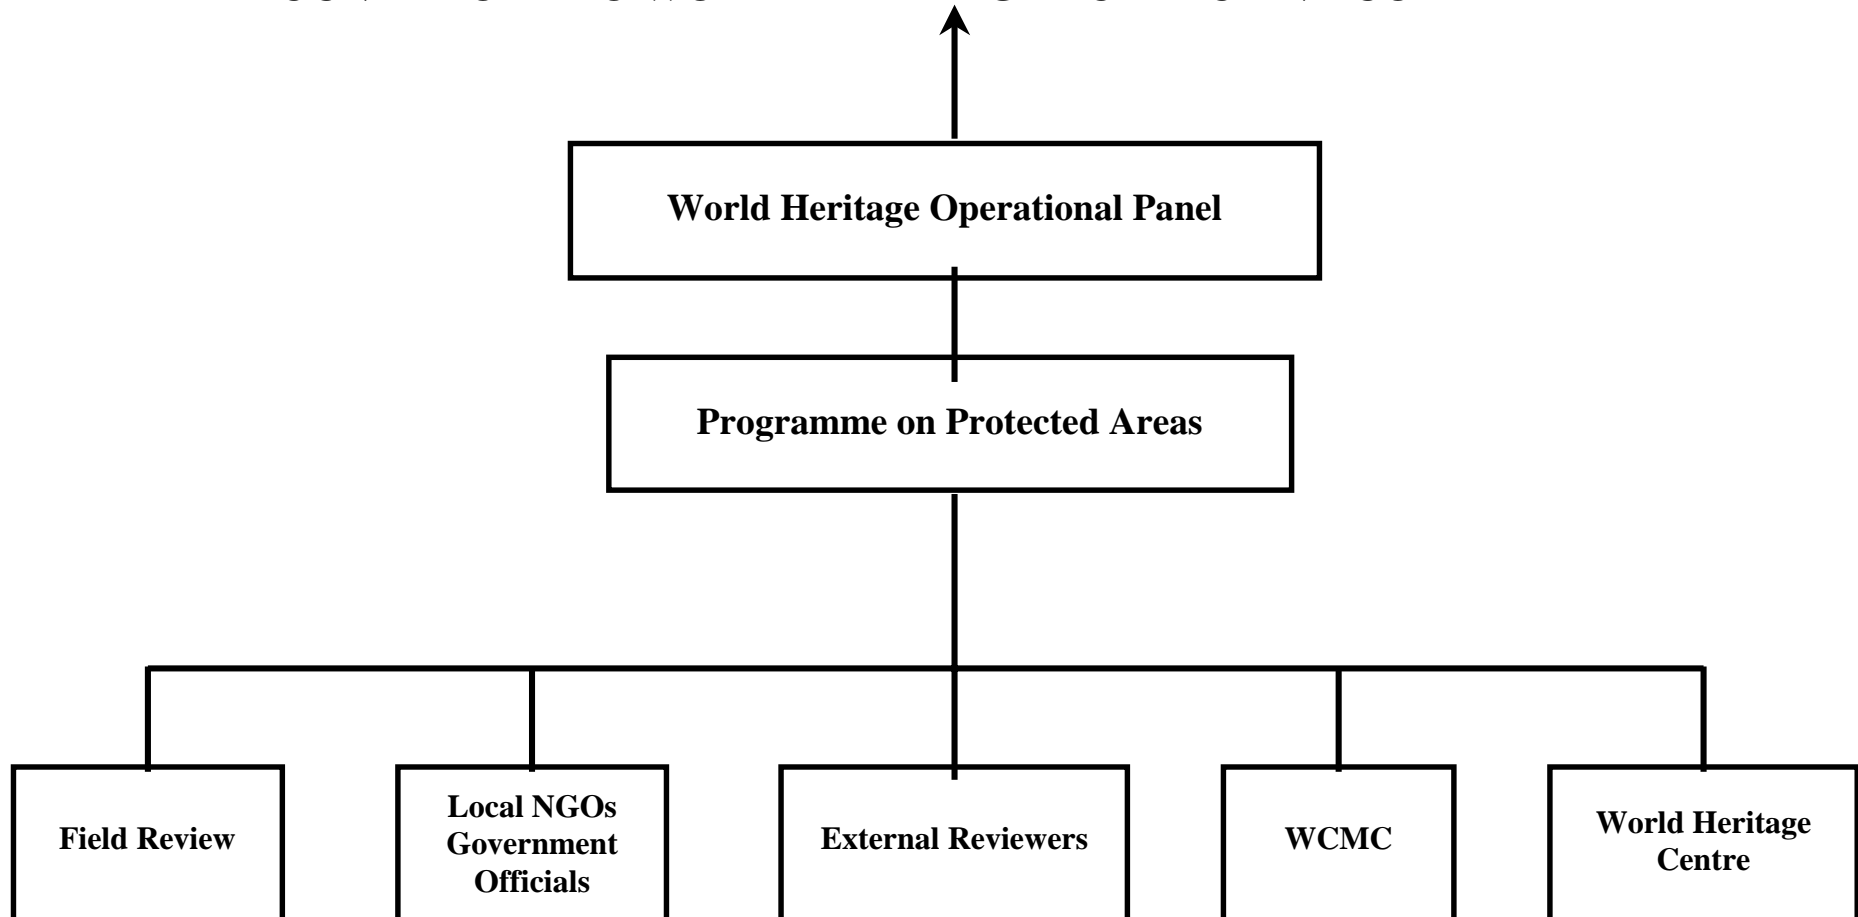 World Heritage Operational Panel
Programme on Protected Areas
Field Review
Local NGOs
Government
Officials
External Reviewers
WCMC
World Heritage
Centre